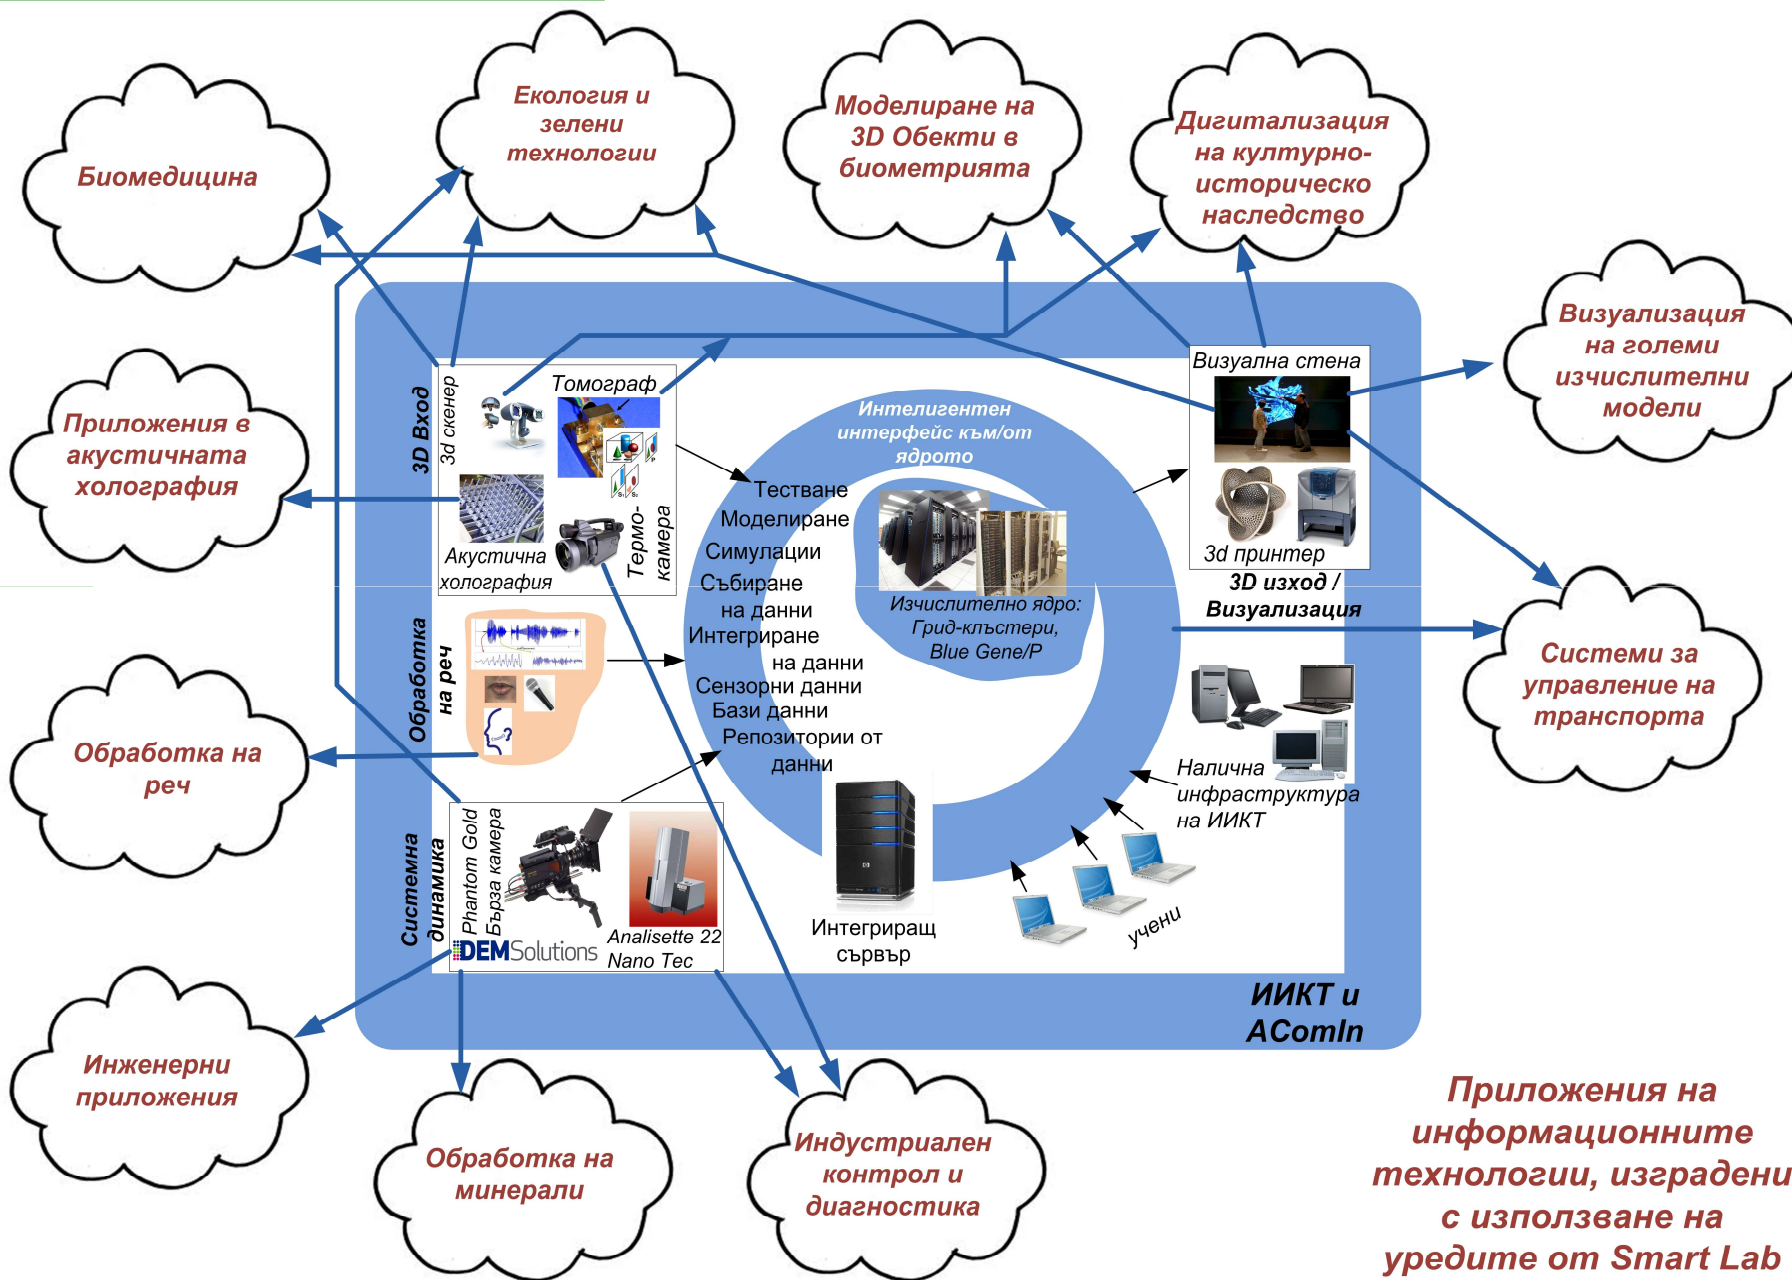 Екология и
зелени
технологии
Моделиране на
3D Обекти в
биометрията
Дигитализация
на културно-
историческо
наследство
Биомедицина
Визуализация
на големи
изчислителни
модели
Приложения в
акустичната
холография
3D Вход
3d скенер
Томограф
S₁ S₂
Акустична
холография
Термо-
камера
Интелигентен
интерфейс към/от
ядрото
Тестване
Моделиране
Симулации
Събиране
на данни
Интегриране
на данни
Сензорни данни
Бази данни
Репозитории от
данни
Изчислително ядро:
Грид-клъстери,
Blue Gene/P
Визуална стена
3d принтер
3D изход /
Визуализация
Системи за
управление на
транспорта
Обработка
на реч
Обработка на
реч
Налична
инфраструктура
на ИИКТ
учени
Системна
динамика
Phantom Gold
Бърза камера
DEMSolutions
Analisette 22
Nano Tec
Интегриращ
сървър
ИИКТ и
AComIn
Инженерни
приложения
Обработка на
минерали
Индустриален
контрол и
диагностика
Приложения на
информационните
технологии, изградени
с използване на
уредите от Smart Lab